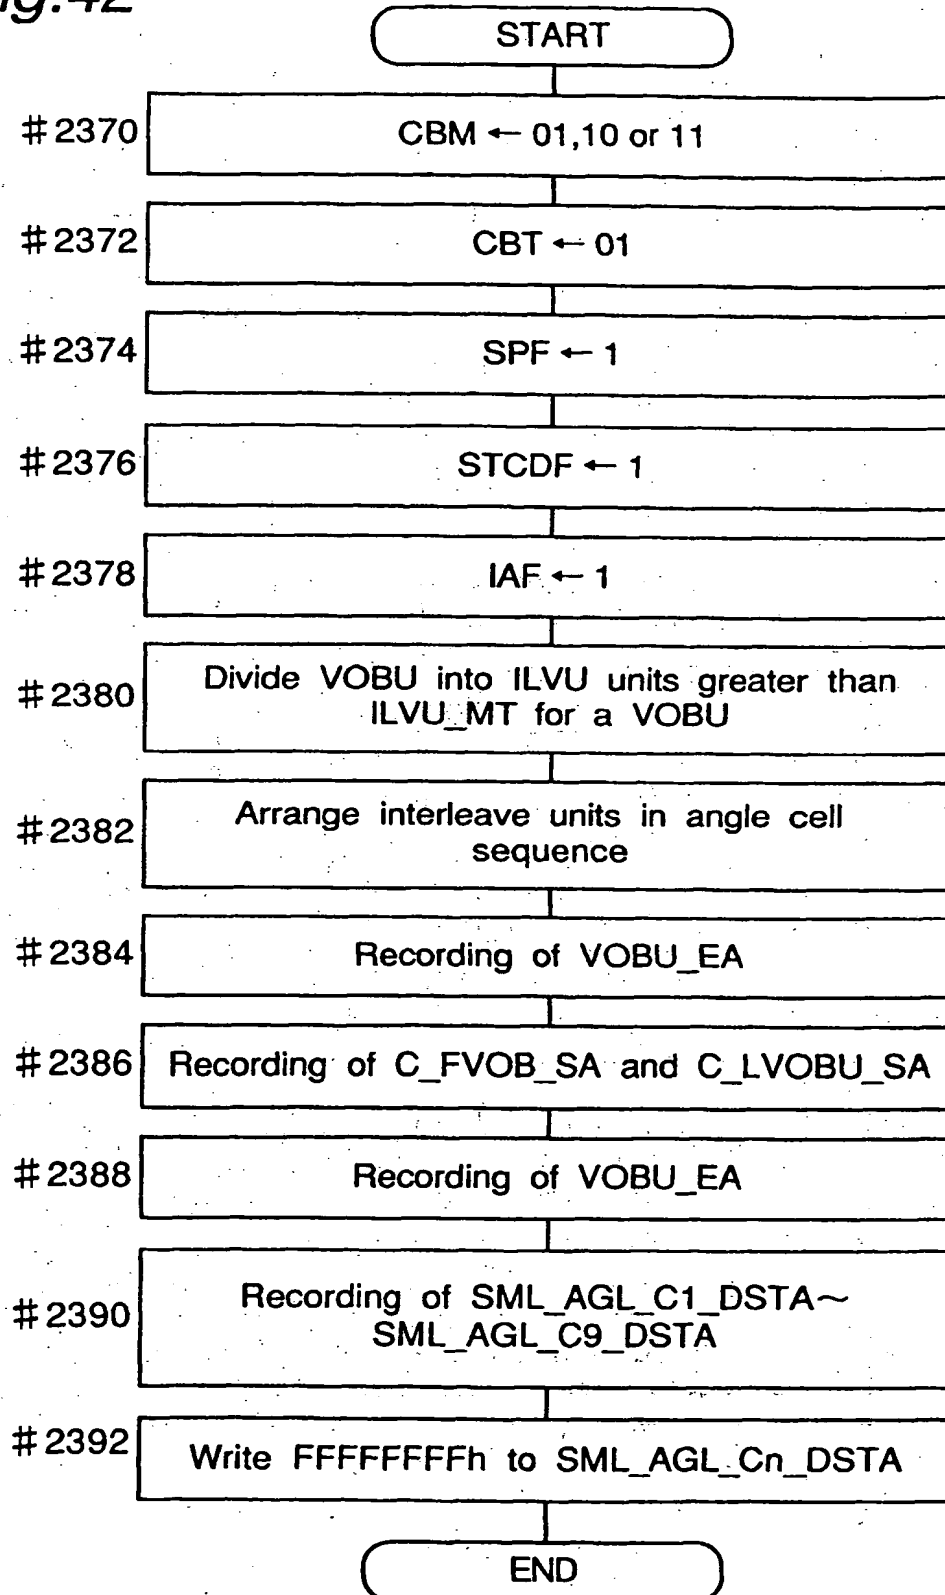 ig.42
START
#2370
CBM ← 01,10 or 11
#2372
CBT ← 01
#2374
SPF ← 1
#2376
STCDF ← 1
#2378
IAF ← 1
#2380
Divide VOBU into ILVU units greater than
ILVU_MT for a VOBU
#2382
Arrange interleave units in angle cell
sequence
#2384
Recording of VOBU_EA
#2386
Recording of C_FVOB_SA and C_LVOBU_SA
#2388
Recording of VOBU_EA
#2390
Recording of SML_AGL_C1_DSTA~
SML_AGL_C9_DSTA
#2392
Write FFFFFFFFh to SML_AGL_Cn_DSTA
END